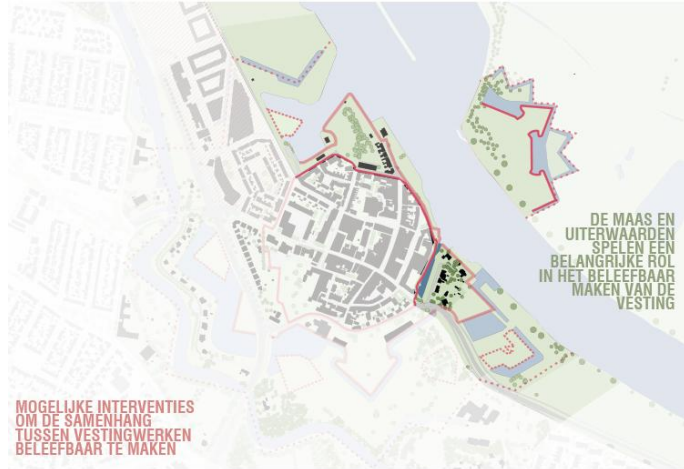 DE MAAS EN
UITERWAARDEN
SPELEN EEN
BELANGRIJKE ROL
IN HET BELEEFBAAR
MAKEN VAN DE
VESTING
MOGELIJKE INTERVENTIES
OM DE SAMENHANG
TUSSEN VESTINGWERKEN
BELEEFBAAR TE MAKEN